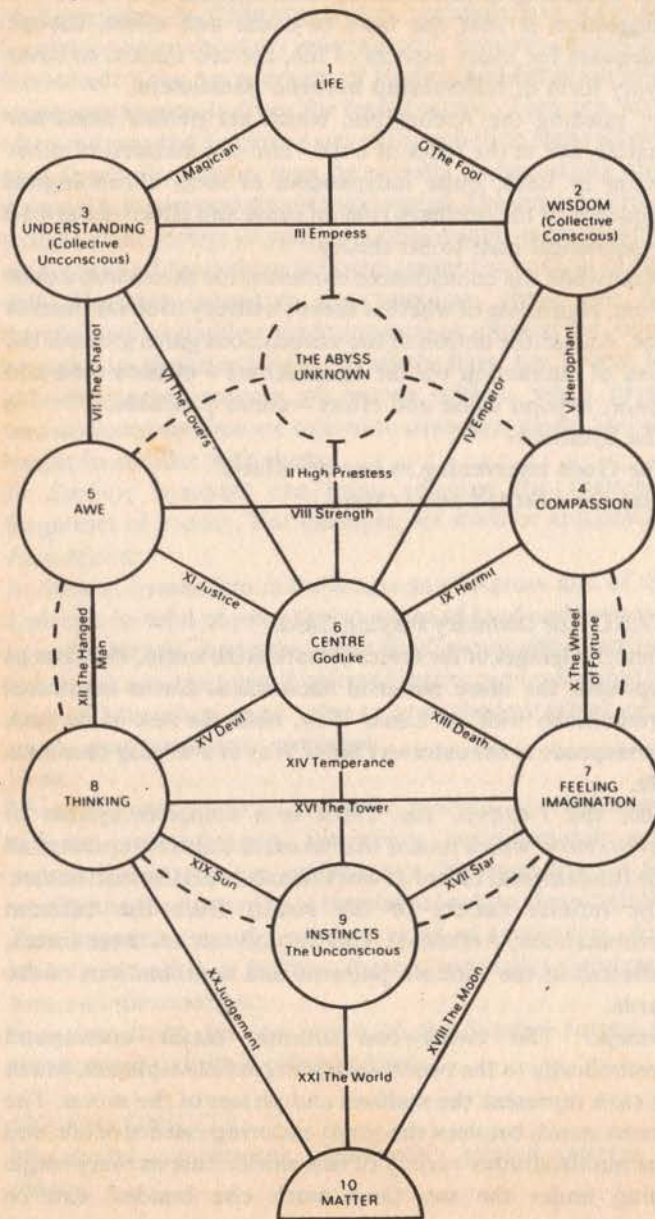 1
LIFE
I Magician
O The Fool
3
UNDERSTANDING
(Collective
Unconscious)
2
WISDOM
(Collective
Conscious)
III Empress
THE ABYSS
UNKNOWN
VII The Chariot
VI The Lovers
IV Emperor
V Heirophant
II High Priestess
5
AWE
VIII Strength
4
COMPASSION
XI Justice
IX Hermit
XII The Hanged
Man
CENTRE
Godlike
X The Wheel
of Fortune
XV Devil
XIII Death
XIV Temperance
8
THINKING
XVI The Tower
7
FEELING
IMAGINATION
XIX Sun
XVII Star
9
INSTINCTS
The Unconscious
XX Judgement
XVIII The Moon
XXI The World
10
MATTER